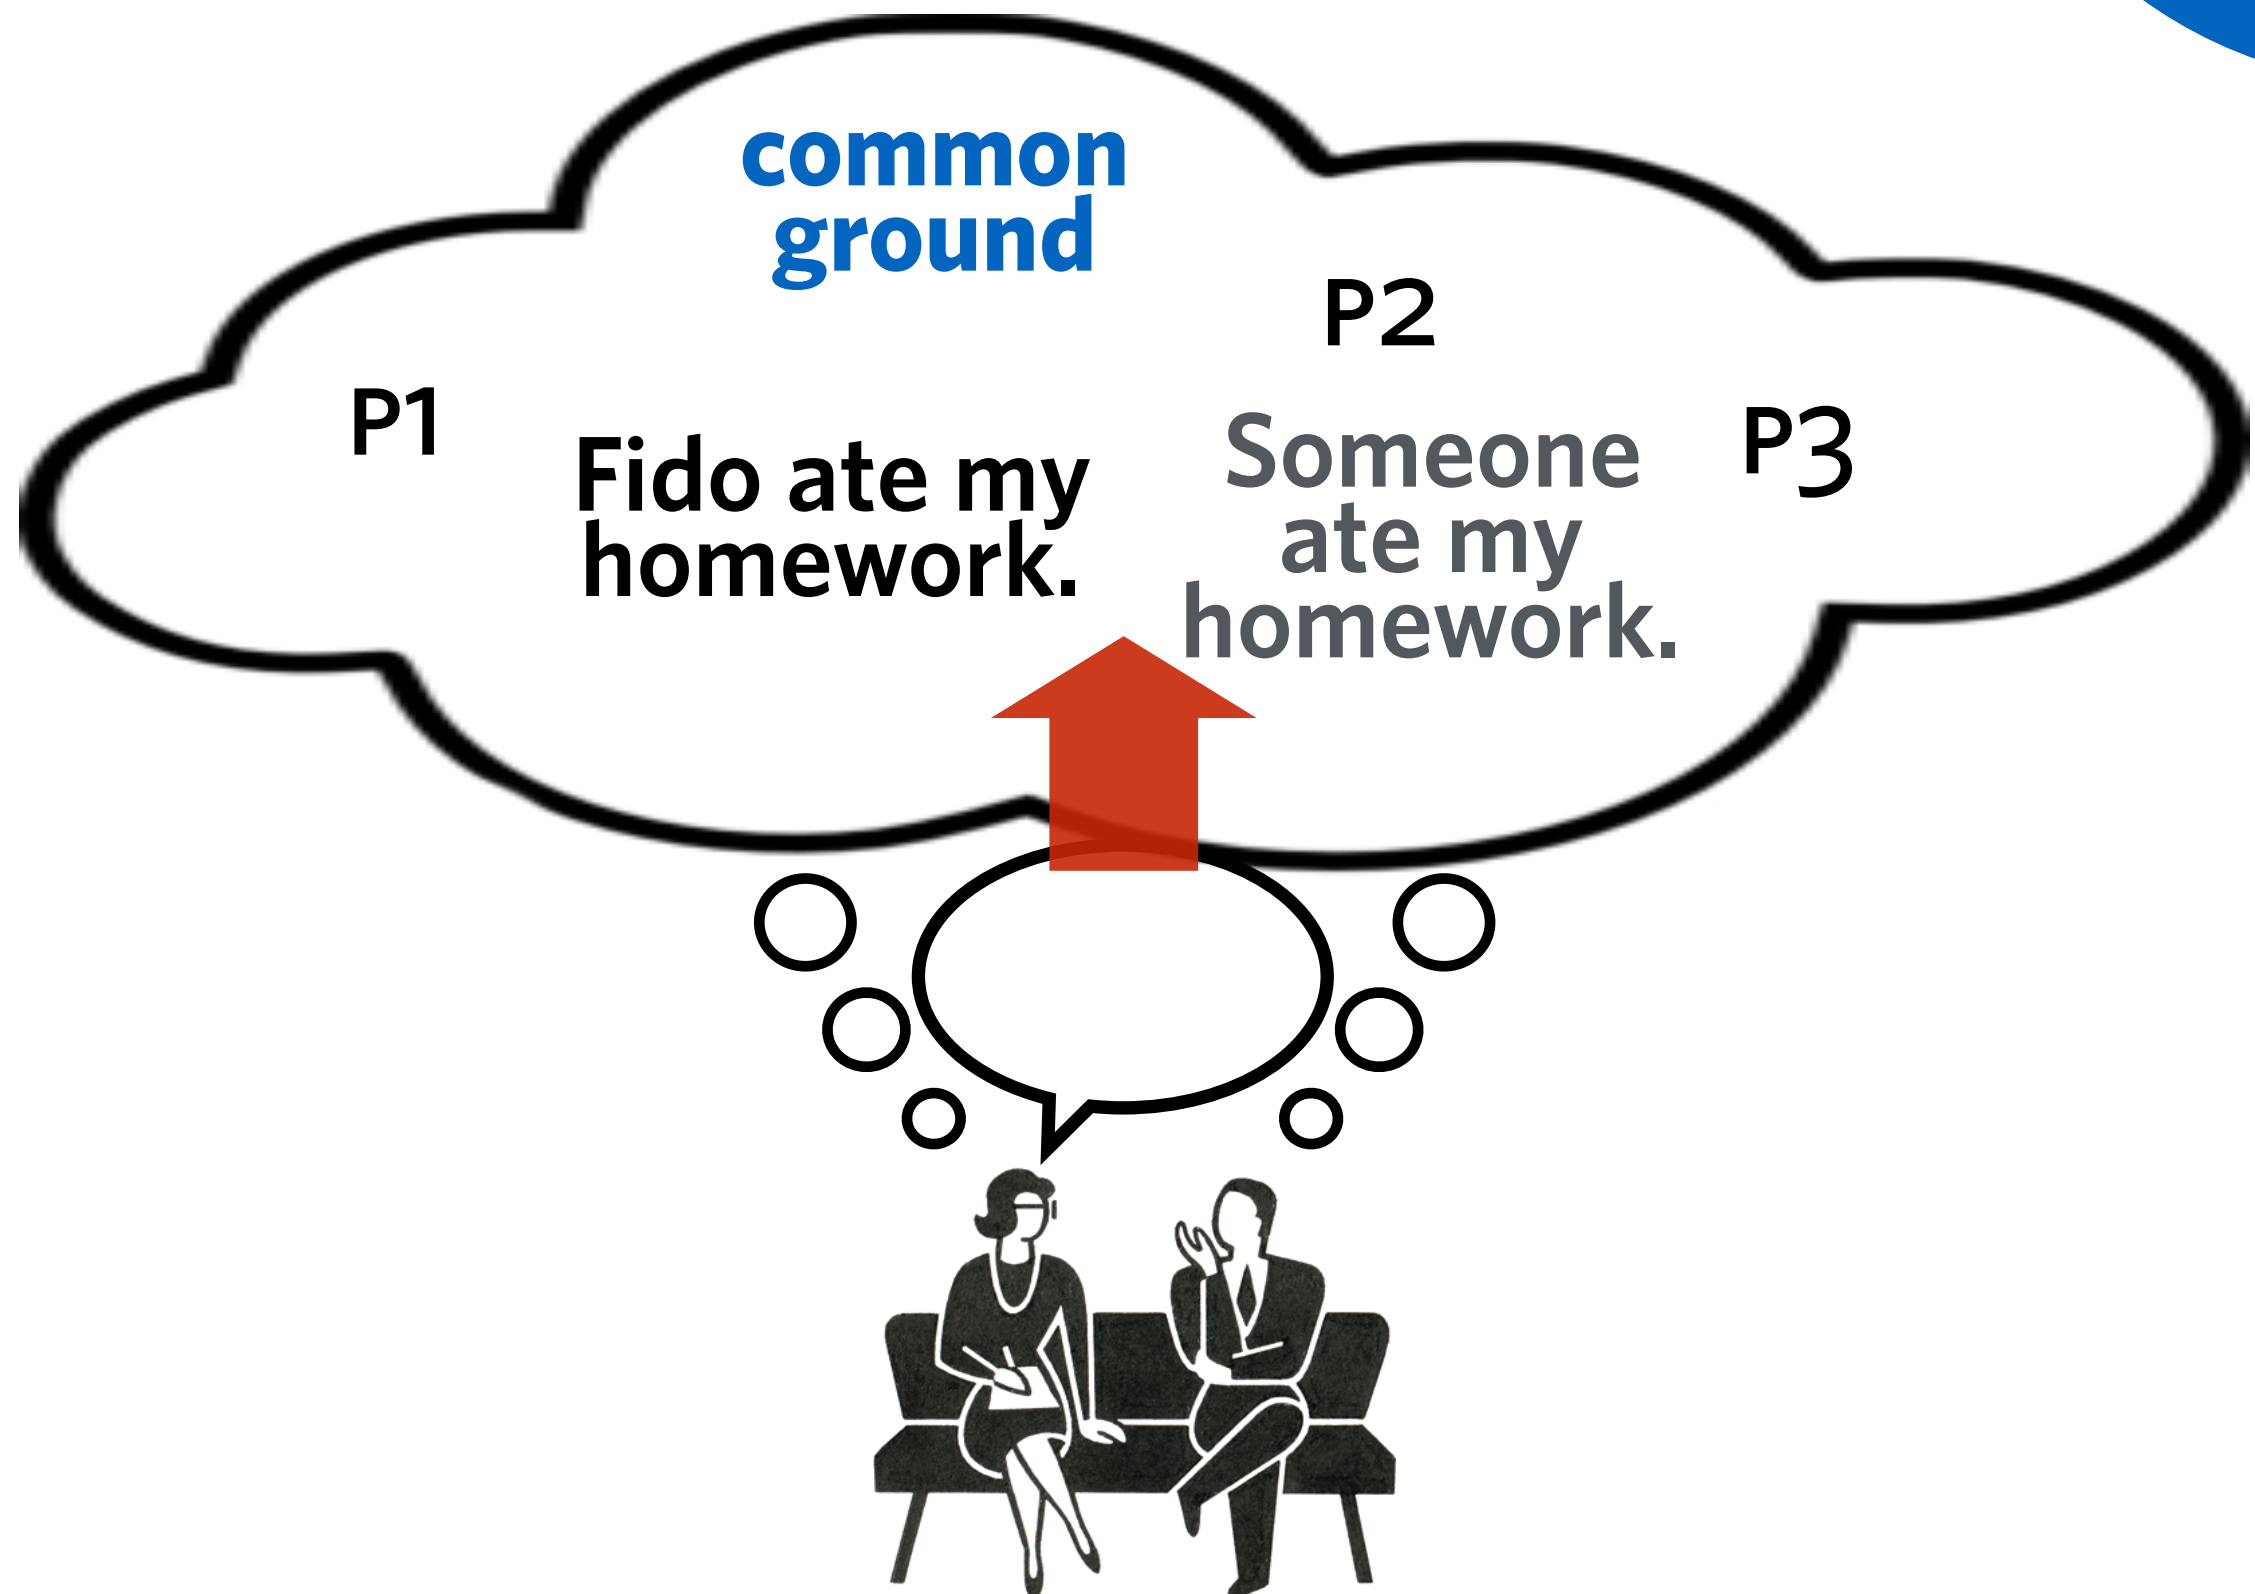 common
ground
P1
P2
P3
Fido ate my
homework.
Someone
ate my
homework.